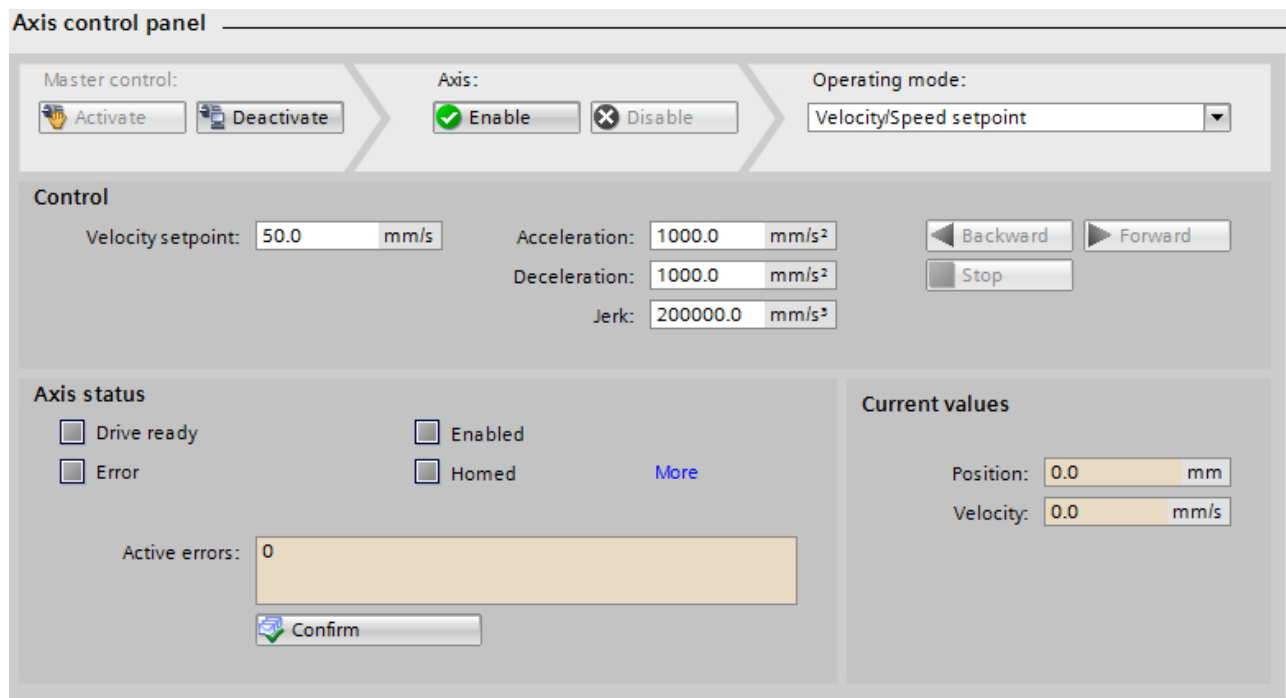 Axis control panel
Master control:
Activate
Deactivate
Axis:
Enable
Disable
Operating mode:
Velocity/Speed setpoint
Control
Velocity setpoint: 50.0 mm/s
Acceleration: 1000.0 mm/s²
Deceleration: 1000.0 mm/s²
Jerk: 200000.0 mm/s³
Backward
Forward
Stop
Axis status
Drive ready
Enabled
Error
Homed
More
Active errors: 0
Confirm
Current values
Position: 0.0 mm
Velocity: 0.0 mm/s